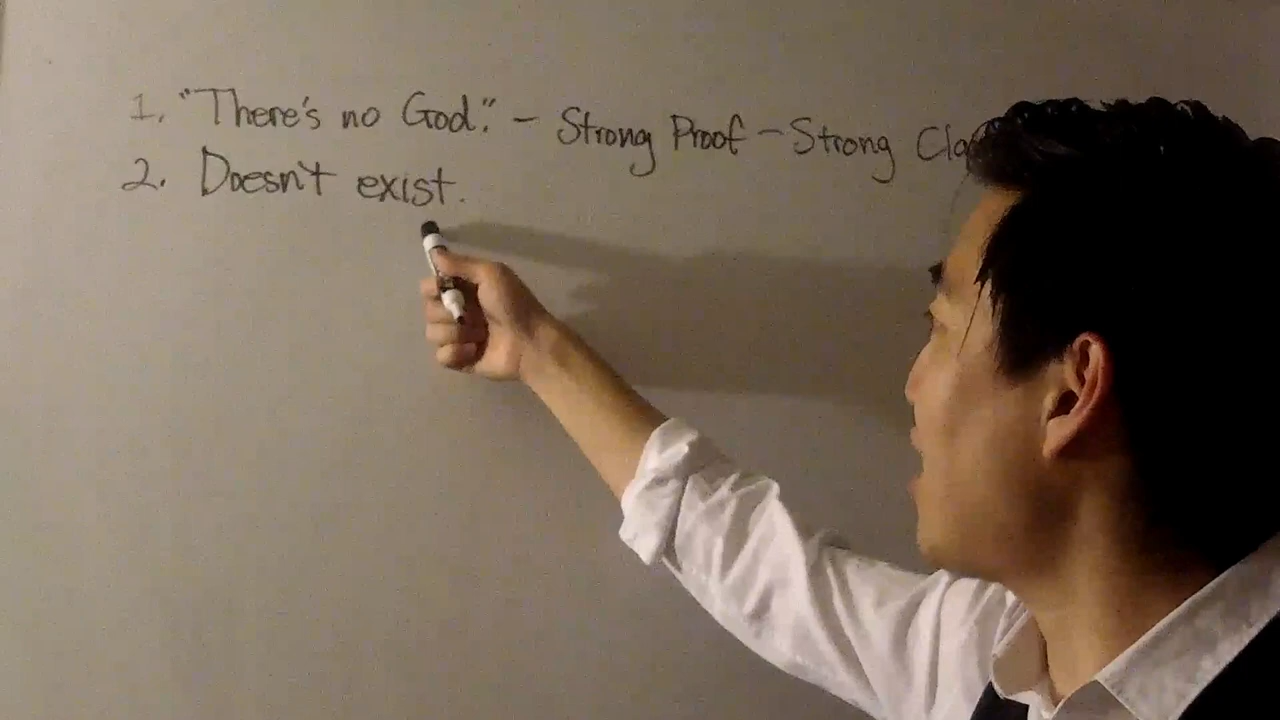 1. "There's no God." - Strong Proof - Strong
2. Doesn't exist.